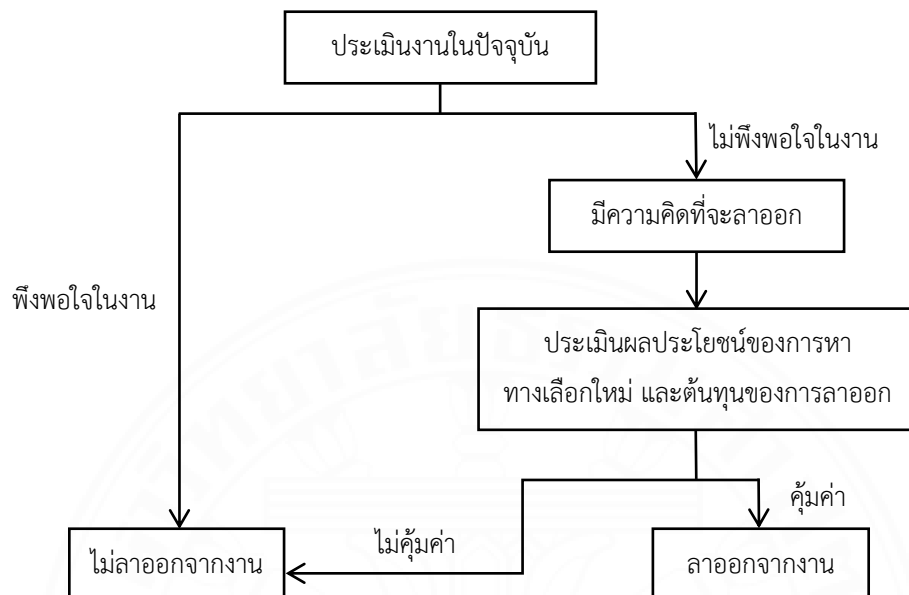 ประเมินงานในปัจจุบัน
ไม่พึงพอใจในงาน
มีความคิดที่จะลาออก
พึงพอใจในงาน
ประเมินผลประโยชน์ของการหา
ทางเลือกใหม่ และต้นทุนของการลาออก
คุ้มค่า
ไม่คุ้มค่า
ไม่ลาออกจากงาน
ลาออกจากงาน